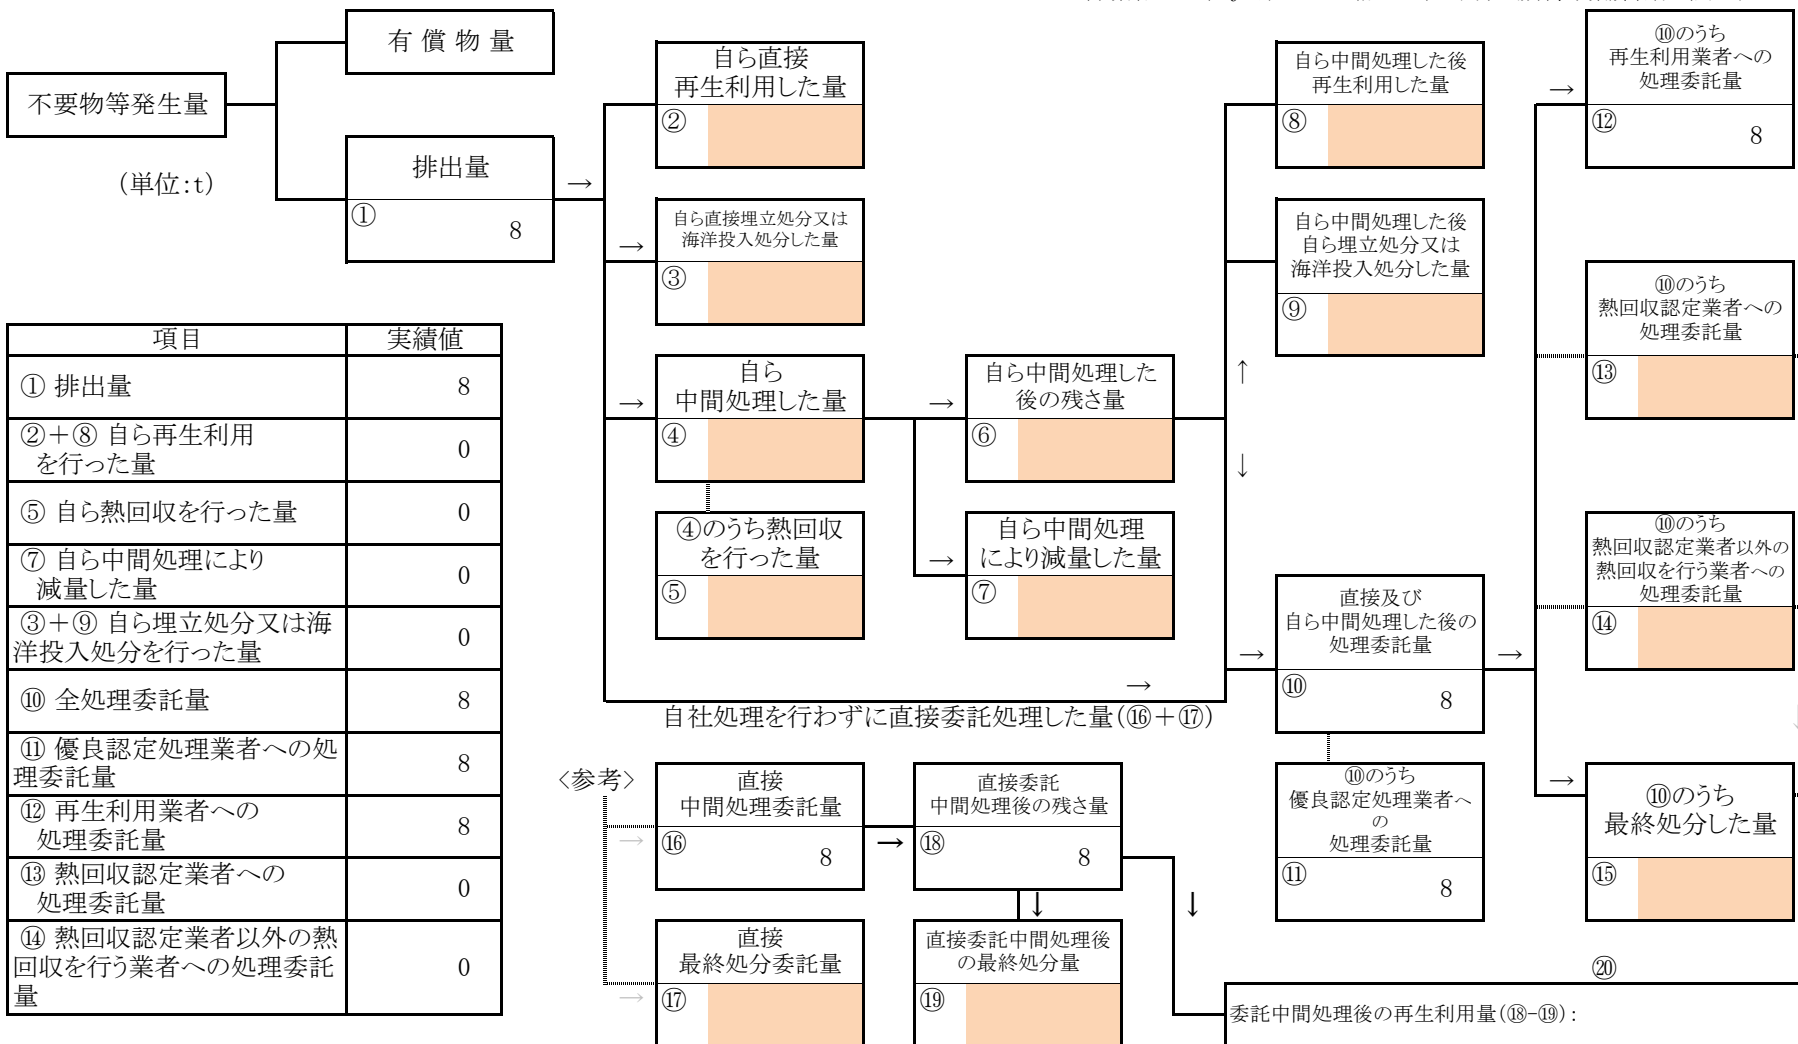 有 償 物 量
不要物等発生量
(単位:t)
排出量
①
8
→
自ら直接
再生利用した量
②
→
自ら直接埋立処分又は
海洋投入処分した量
③
→
自ら
中間処理した量
④
④のうち熱回収
を行った量
⑤
→
自ら中間処理した
後の残さ量
⑥
→
自ら中間処理
により減量した量
⑦
自ら中間処理した後
再生利用した量
⑧
自ら中間処理した後
自ら埋立処分又は
海洋投入処分した量
⑨
↑
↓
→
直接及び
自ら中間処理した後の
処理委託量
⑩
8
→
⑩のうち
優良認定処理業者へ
の
処理委託量
⑪
8
→
⑩のうち
再生利用業者への
処理委託量
⑫
8
⑩のうち
熱回収認定業者への
処理委託量
⑬
⑩のうち
熱回収認定業者以外の
熱回収を行う業者への
処理委託量
⑭
→
⑩のうち
最終処分した量
⑮
→
自社処理を行わずに直接委託処理した量(⑯+⑰)
項目 実績値
① 排出量 8
②+⑧ 自ら再生利用
を行った量 0
⑤ 自ら熱回収を行った量 0
⑦ 自ら中間処理により
減量した量 0
③+⑨ 自ら埋立処分又は海
洋投入処分を行った量 0
⑩ 全処理委託量 8
⑪ 優良認定処理業者への処
理委託量 8
⑫ 再生利用業者への
処理委託量 8
⑬ 熱回収認定業者への
処理委託量 0
⑭ 熱回収認定業者以外の熱
回収を行う業者への処理委託
量 0
<参考>
→
直接
中間処理委託量
⑯
8
→
直接委託
中間処理後の残さ量
⑱
8
↓
↓
→
直接
最終処分委託量
⑰
直接委託中間処理後
の最終処分量
⑲
⑳
委託中間処理後の再生利用量(⑱-⑲):